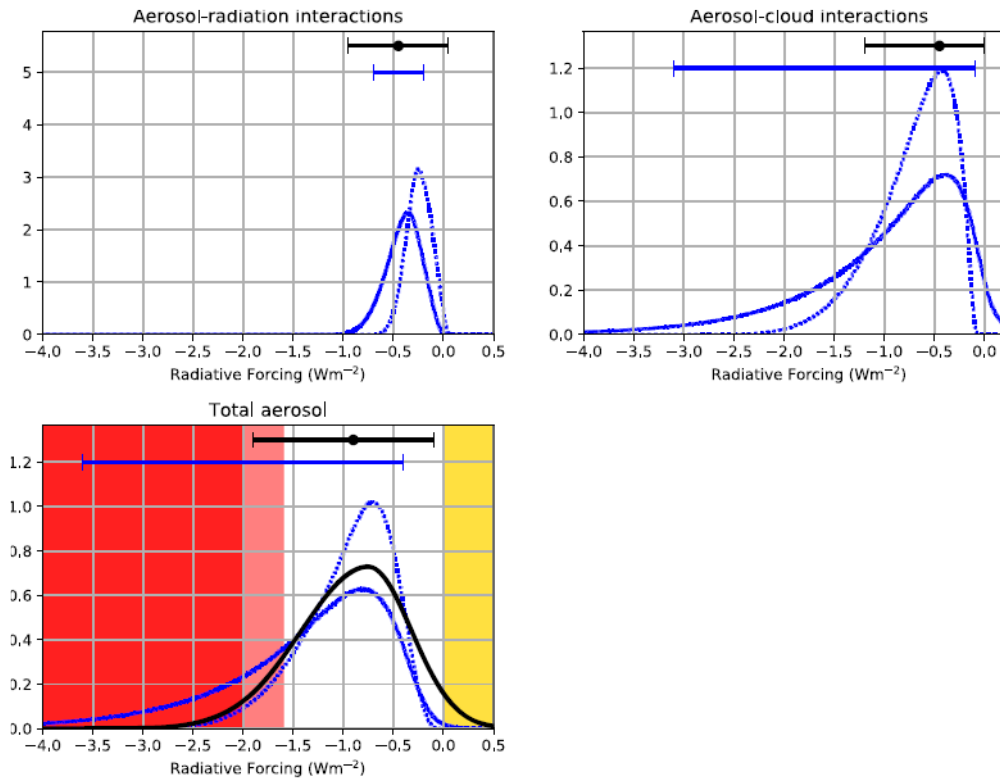 Aerosol-radiation interactions
5
4
3
2
1
0
−4.0 −3.5 −3.0 −2.5 −2.0 −1.5 −1.0 −0.5 0.0 0.5
Radiative Forcing (Wm⁻²)
Aerosol-cloud interactions
1.2
1.0
0.8
0.6
0.4
0.2
0.0
−4.0 −3.5 −3.0 −2.5 −2.0 −1.5 −1.0 −0.5 0.0
Radiative Forcing (Wm⁻²)
Total aerosol
1.2
1.0
0.8
0.6
0.4
0.2
0.0
−4.0 −3.5 −3.0 −2.5 −2.0 −1.5 −1.0 −0.5 0.0 0.5
Radiative Forcing (Wm⁻²)